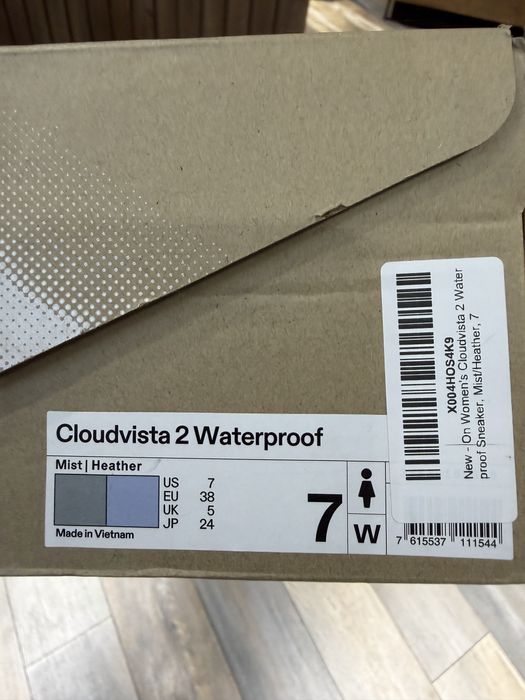 Cloudvista 2 Waterproof
Mist | Heather
US 7
EU 38
UK 5
JP 24
Made in Vietnam
7
W
7 615537 111544
X004HOS4K9
New - On Women's Cloudvista 2 Water
proof Sneaker, Mist/Heather, 7